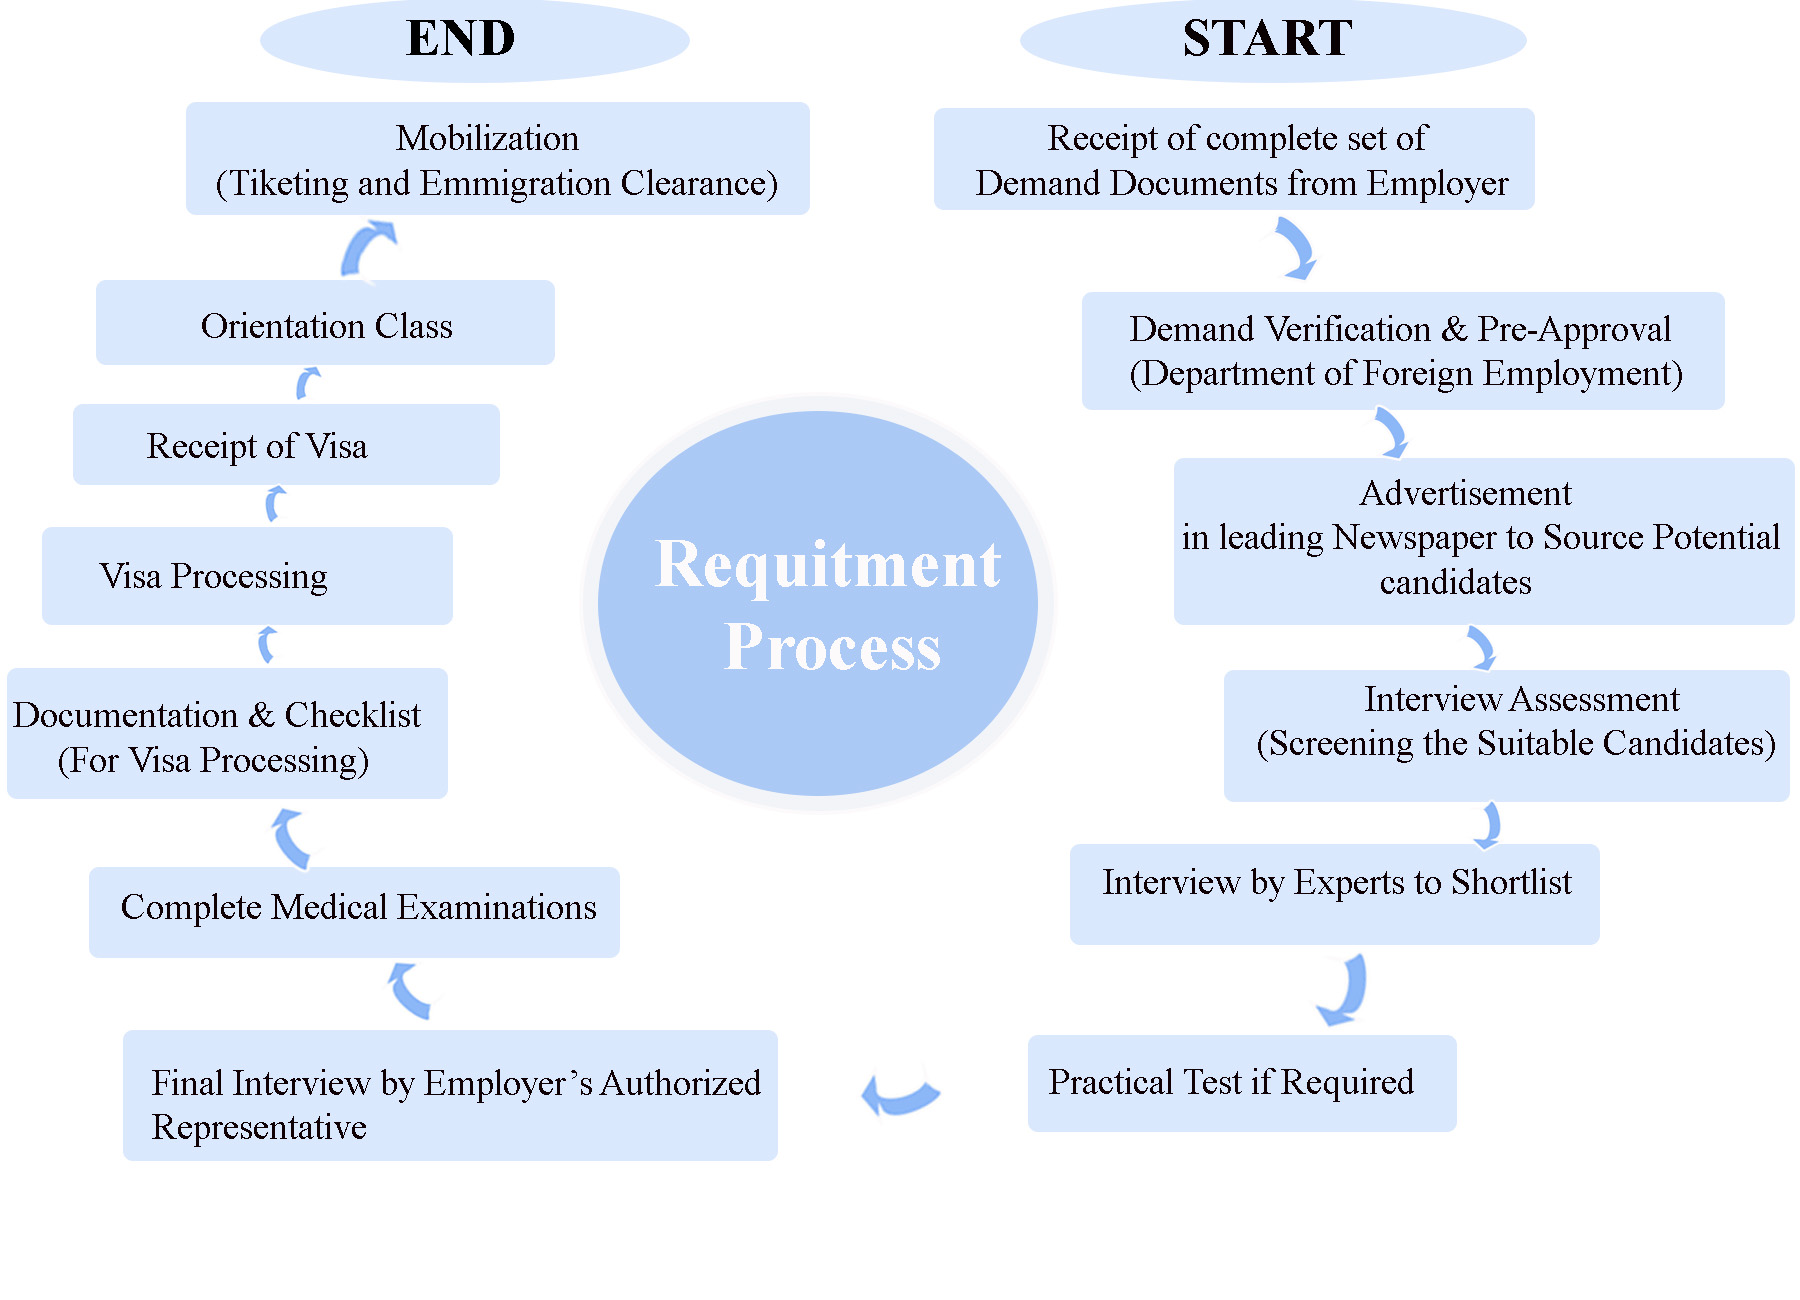 START
Receipt of complete set of
Demand Documents from Employer
Demand Verification & Pre-Approval
(Department of Foreign Employment)
Advertisement
in leading Newspaper to Source Potential
candidates
Interview Assessment
(Screening the Suitable Candidates)
Interview by Experts to Shortlist
Practical Test if Required
Final Interview by Employer’s Authorized
Representative
Complete Medical Examinations
Documentation & Checklist
(For Visa Processing)
Visa Processing
Receipt of Visa
Orientation Class
Mobilization
(Tiketing and Emmigration Clearance)
END
Requitment
Process